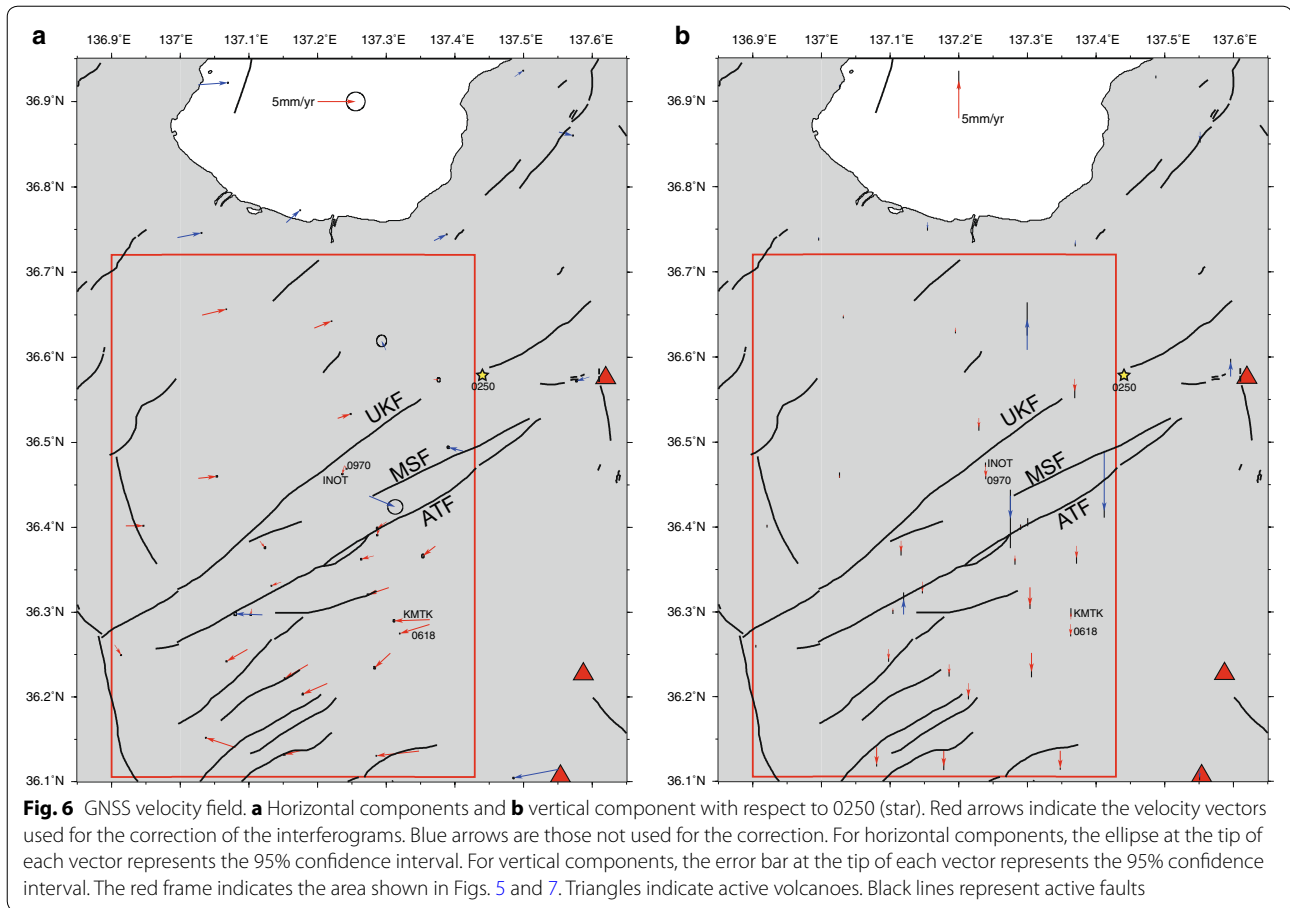 a
b
136.9˚E 137˚E 137.1˚E 137.2˚E 137.3˚E 137.4˚E 137.5˚E 137.6˚E
136.9˚E 137˚E 137.1˚E 137.2˚E 137.3˚E 137.4˚E 137.5˚E 137.6˚E
36.9˚N
36.8˚N
36.7˚N
36.6˚N
36.5˚N
36.4˚N
36.3˚N
36.2˚N
36.1˚N
5mm/yr
0250
UKF
0970
INOT
MSF
ATF
KMTK
0618
36.9˚N
36.8˚N
36.7˚N
36.6˚N
36.5˚N
36.4˚N
36.3˚N
36.2˚N
36.1˚N
5mm/yr
0250
UKF
INOT
0970
MSF
ATF
KMTK
0618
Fig. 6 GNSS velocity field. a Horizontal components and b vertical component with respect to 0250 (star). Red arrows indicate the velocity vectors
used for the correction of the interferograms. Blue arrows are those not used for the correction. For horizontal components, the ellipse at the tip of
each vector represents the 95% confidence interval. For vertical components, the error bar at the tip of each vector represents the 95% confidence
interval. The red frame indicates the area shown in Figs. 5 and 7. Triangles indicate active volcanoes. Black lines represent active faults